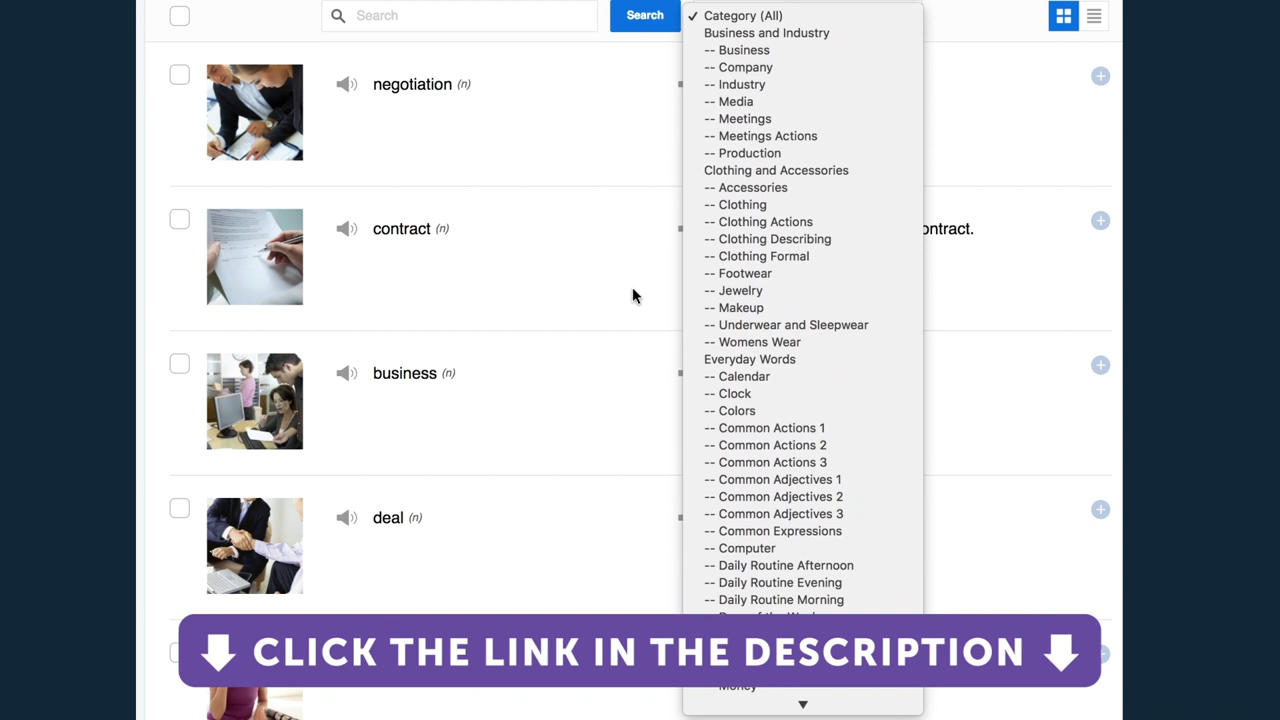 Search
Search
✓ Category (All)
Business and Industry
-- Business
-- Company
-- Industry
-- Media
-- Meetings
-- Meetings Actions
-- Production
Clothing and Accessories
-- Accessories
-- Clothing
-- Clothing Actions
-- Clothing Describing
-- Clothing Formal
-- Footwear
-- Jewelry
-- Makeup
-- Underwear and Sleepwear
-- Womens Wear
Everyday Words
-- Calendar
-- Clock
-- Colors
-- Common Actions 1
-- Common Actions 2
-- Common Actions 3
-- Common Adjectives 1
-- Common Adjectives 2
-- Common Adjectives 3
-- Common Expressions
-- Computer
-- Daily Routine Afternoon
-- Daily Routine Evening
-- Daily Routine Morning
negotiation (n)
contract (n)
ontract.
business (n)
deal (n)
CLICK THE LINK IN THE DESCRIPTION